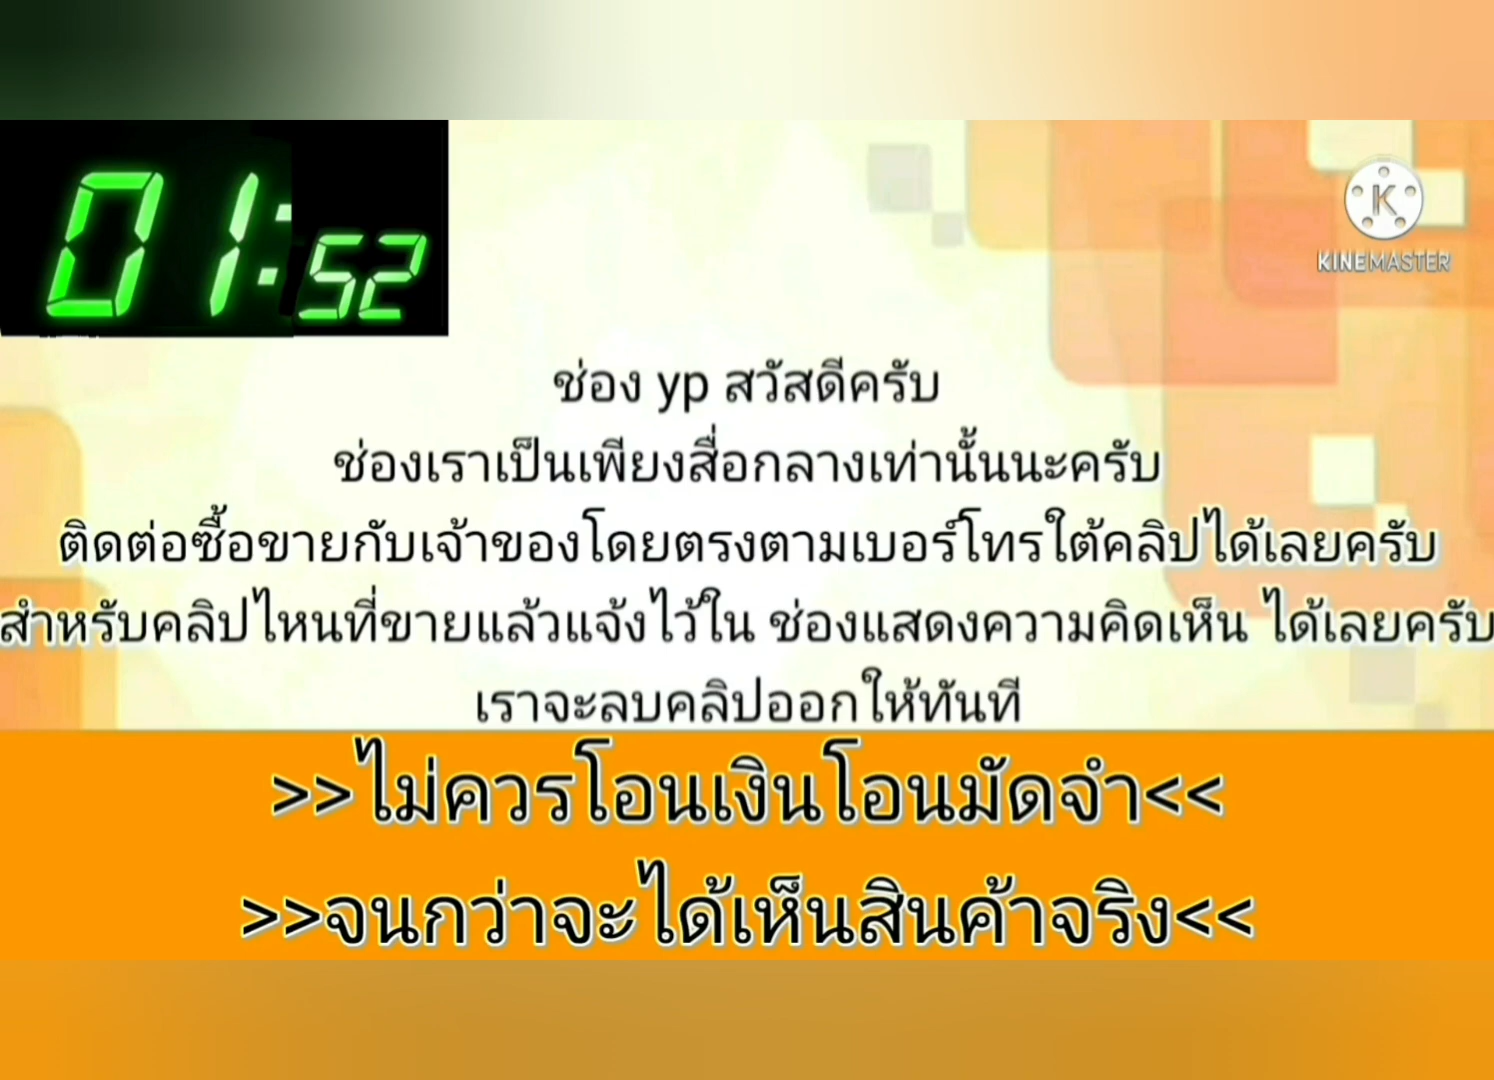 01:52
KINEMASTER
ช่อง yp สวัสดีครับ
ช่องเราเป็นเพียงสื่อกลางเท่านั้นนะครับ
ติดต่อซื้อขายกับเจ้าของโดยตรงตามเบอร์โทรใต้คลิปได้เลยครับ
สำหรับคลิปไหนที่ขายแล้วแจ้งไว้ใน ช่องแสดงความคิดเห็น ได้เลยครับ
เราจะลบคลิปออกให้ทันที
>>ไม่ควรโอนเงินโอนมัดจำ<<
>>จนกว่าจะได้เห็นสินค้าจริง<<